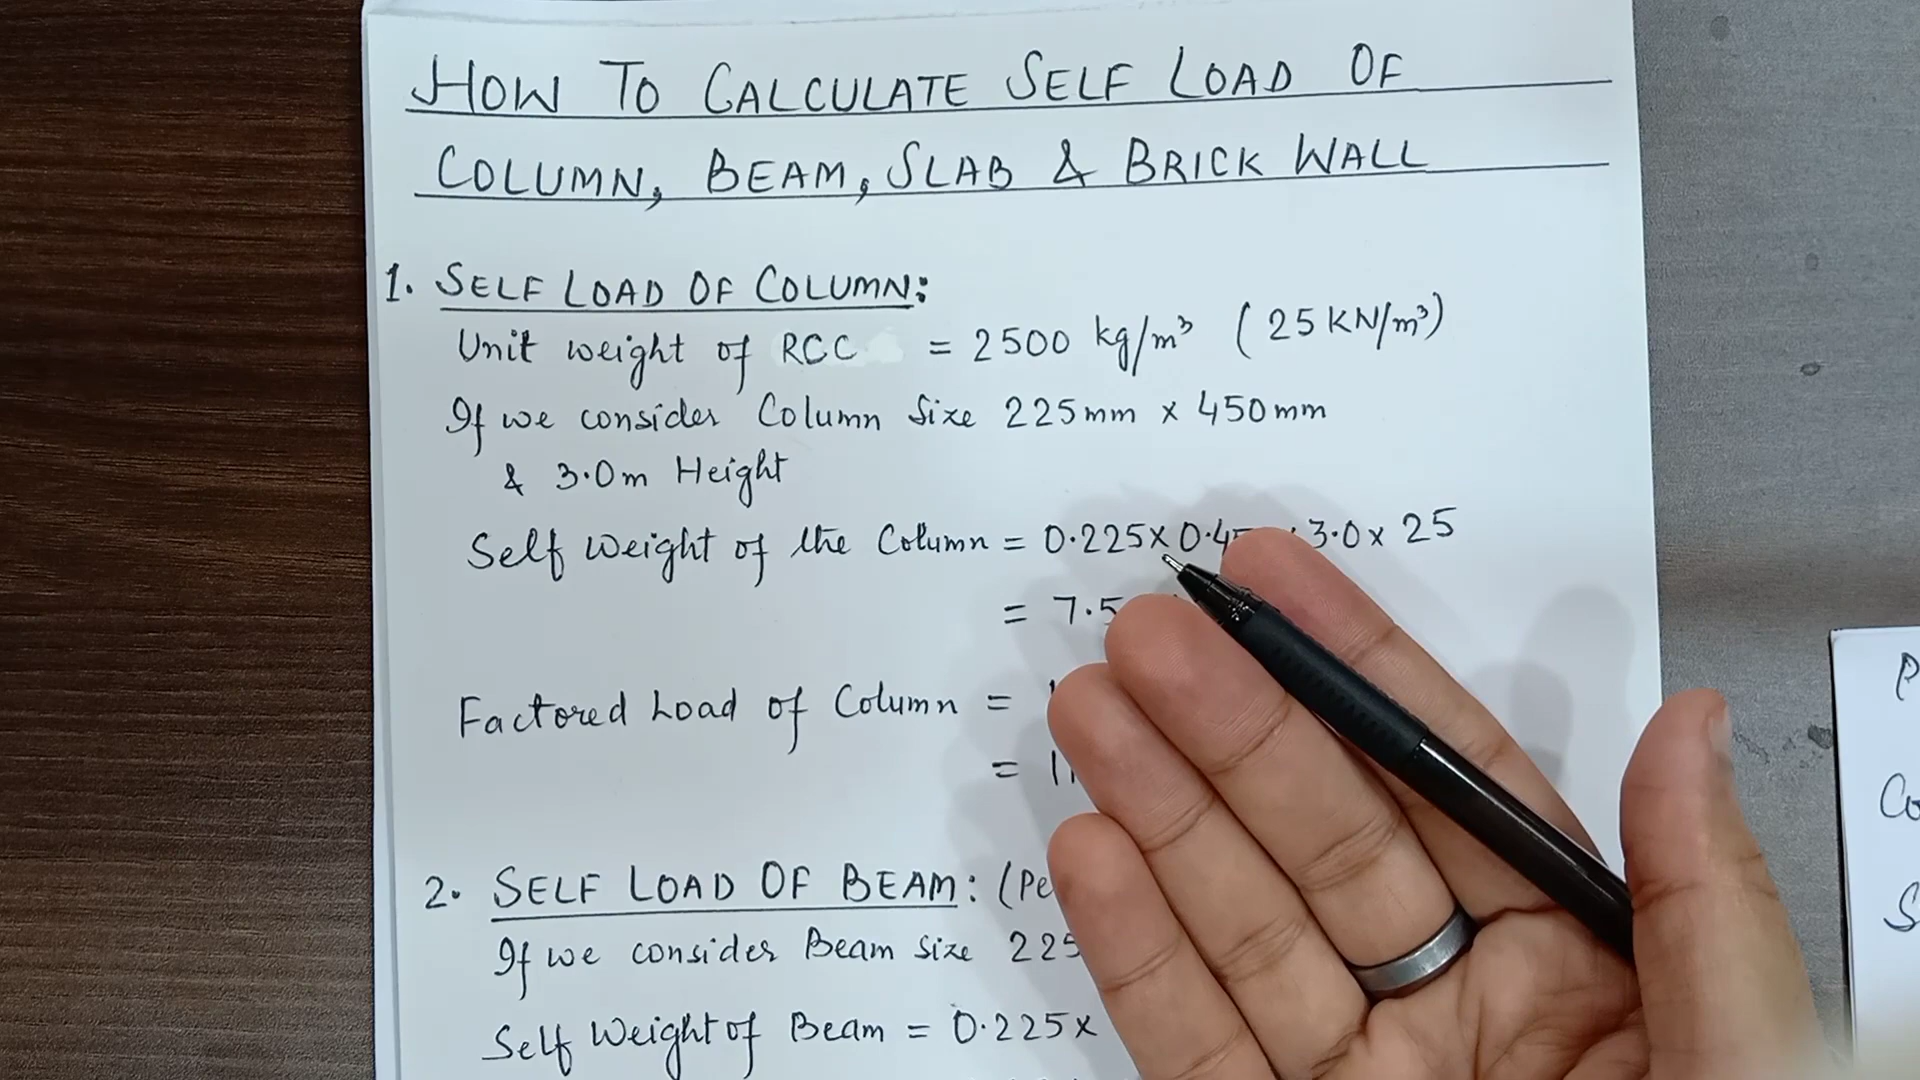 HOW TO CALCULATE SELF LOAD OF
COLUMN, BEAM, SLAB & BRICK WALL
1. SELF LOAD OF COLUMN:
Unit weight of RCC = 2500 kg/m³ (25 KN/m³)
If we consider Column Size 225mm x 450mm
& 3.0m Height
Self Weight of the Column = 0.225 x 0.4 3.0 x 25
= 7.5
Factored Load of Column =
=
2. SELF LOAD OF BEAM: (Pe
If we consider Beam Size 225
Self Weight of Beam = 0.225 x
P
Co
S